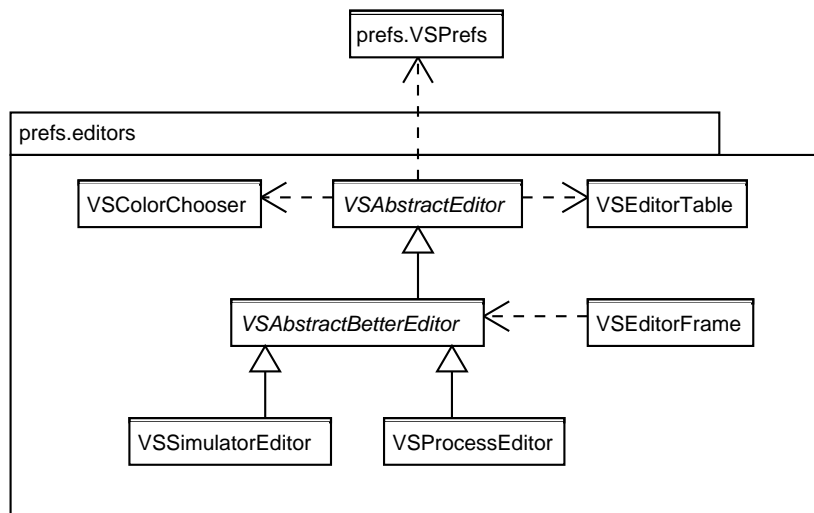 prefs.VSPrefs
prefs.editors
VSColorChooser
VSAbstractEditor
VSEditorTable
VSAbstractBetterEditor
VSEditorFrame
VSSimulatorEditor
VSProcessEditor